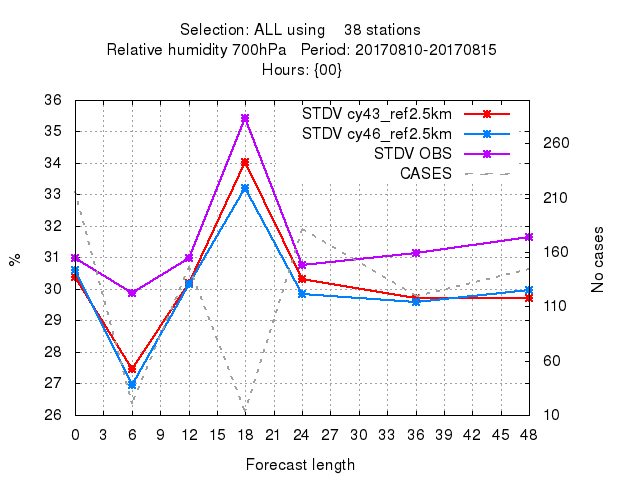 Selection: ALL using    38 stations
Relative humidity 700hPa   Period: 20170810-20170815
Hours: {00}
STDV cy43_ref2.5km
STDV cy46_ref2.5km
STDV OBS
CASES
36
35
34
33
32
31
30
29
28
27
26
%
260
210
160
110
60
10
No cases
0 3 6 9 12 15 18 21 24 27 30 33 36 39 42 45 48
Forecast length